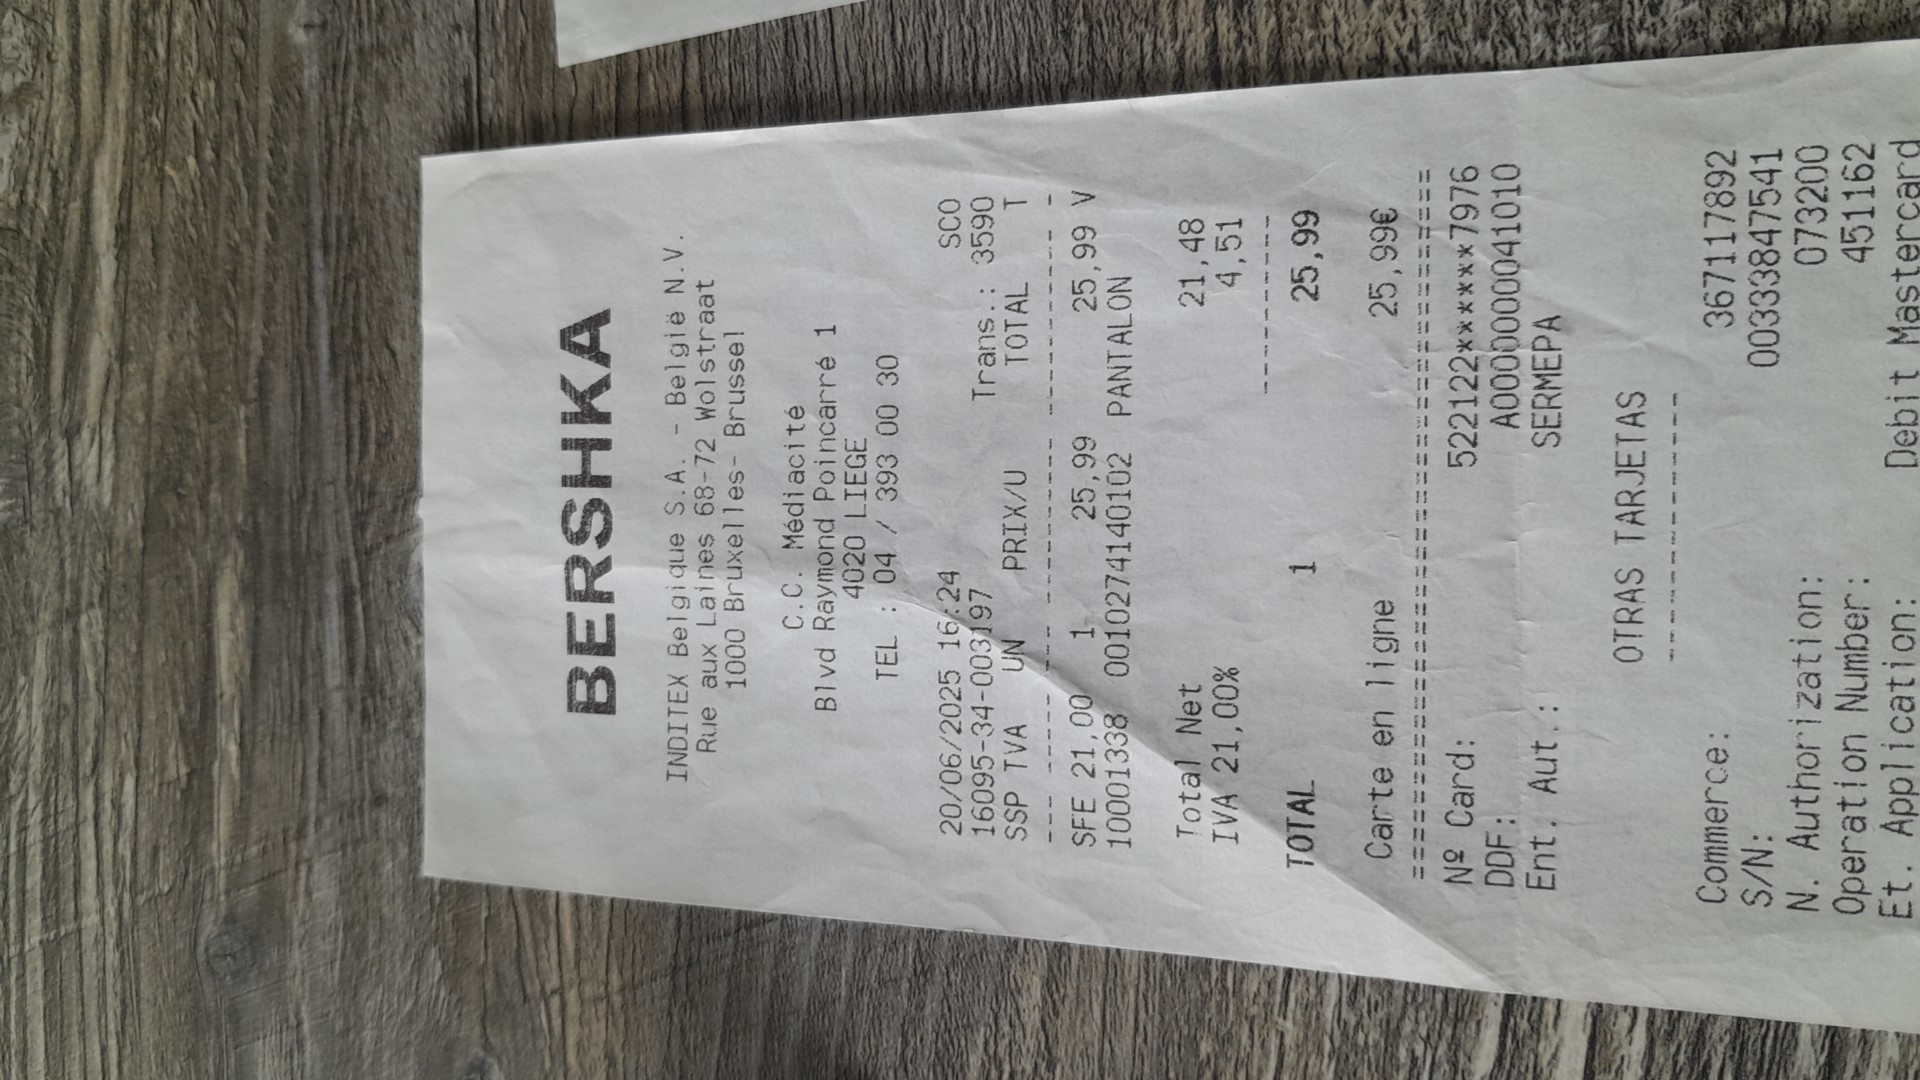 BERSHKA
INDITEX Belgique S.A. - België N.V.
Rue aux Laines 68-72 Wolstraat
1000 Bruxelles- Brussel
C.C. Médiacité
Blvd Raymond Poincarré 1
4020 LIEGE
TEL : 04 / 393 00 30
20/06/2025 16:24 SCO
16095-34-003197 Trans.: 3590
SSP TVA UN PRIX/U TOTAL T
SFE 21,00 1 25,99 25,99 V
100013338 0010274140102 PANTALON
Total Net 21,48
IVA 21,00% 4,51
TOTAL 1 25,99
Carte en ligne 25,99€
Nº Card: 522122******7976
DDF: A0000000041010
Ent. Aut.: SERMEPA
OTRAS TARJETAS
Commerce: 367117892
S/N: 00333847541
N. Authorization: 073200
Operation Number: 451162
Et. Application: Debit Mastercard